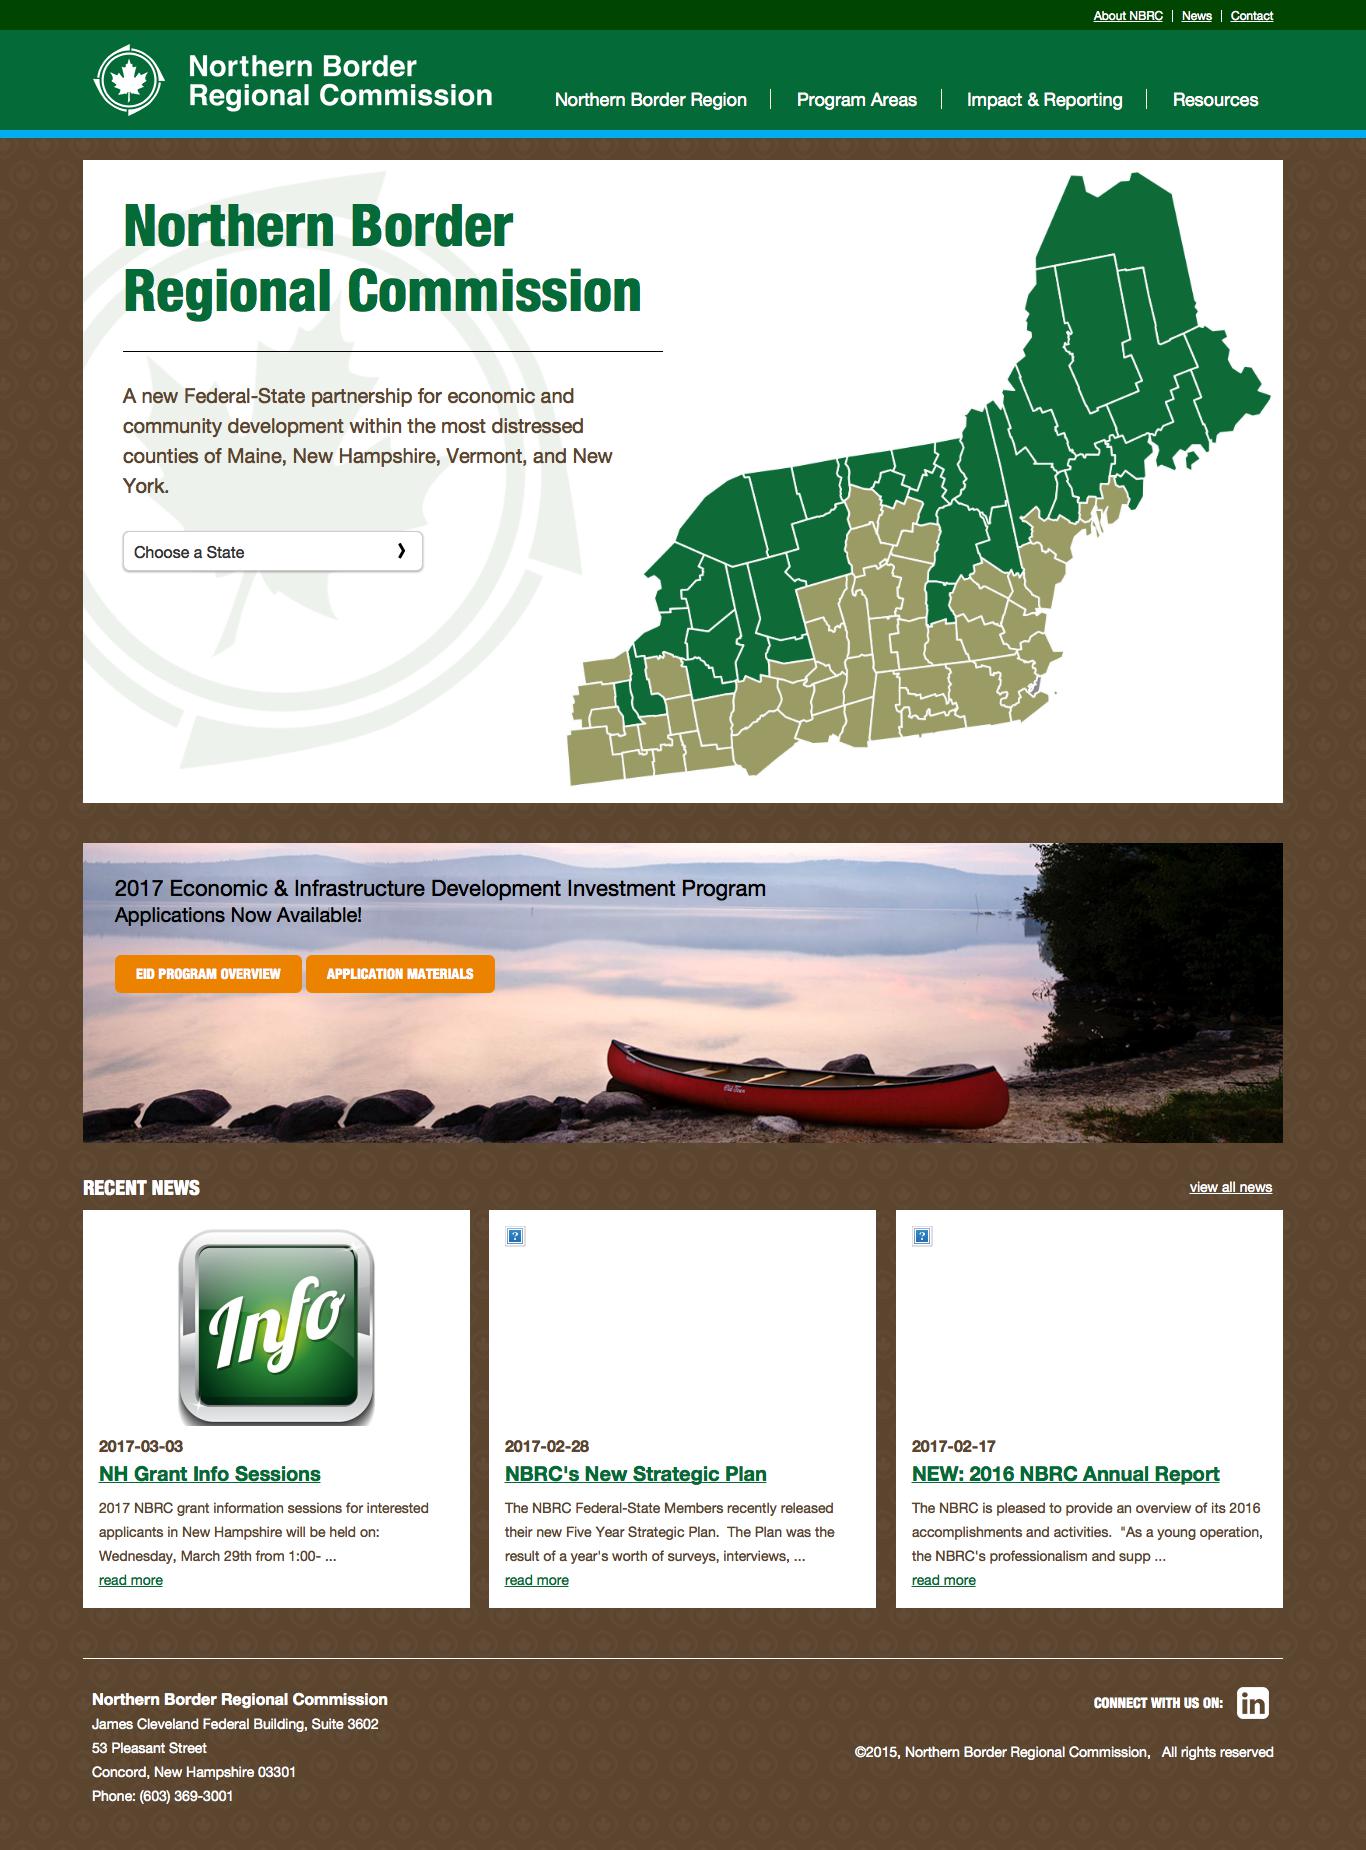 About NBRC
News
Contact
Northern Border
Regional Commission
Northern Border Region
Program Areas
Impact & Reporting
Resources
Northern Border
Regional Commission
A new Federal-State partnership for economic and
community development within the most distressed
counties of Maine, New Hampshire, Vermont, and New
York.
Choose a State
2017 Economic & Infrastructure Development Investment Program
Applications Now Available!
EID PROGRAM OVERVIEW
APPLICATION MATERIALS
Old Town
RECENT NEWS
view all news
Info
2017-03-03
NH Grant Info Sessions
2017 NBRC grant information sessions for interested
applicants in New Hampshire will be held on:
Wednesday, March 29th from 1:00- ...
read more
?
2017-02-28
NBRC's New Strategic Plan
The NBRC Federal-State Members recently released
their new Five Year Strategic Plan.  The Plan was the
result of a year's worth of surveys, interviews, ...
read more
?
2017-02-17
NEW: 2016 NBRC Annual Report
The NBRC is pleased to provide an overview of its 2016
accomplishments and activities.  "As a young operation,
the NBRC's professionalism and supp ...
read more
Northern Border Regional Commission
James Cleveland Federal Building, Suite 3602
53 Pleasant Street
Concord, New Hampshire 03301
Phone: (603) 369-3001
CONNECT WITH US ON:
in
©2015, Northern Border Regional Commission,   All rights reserved